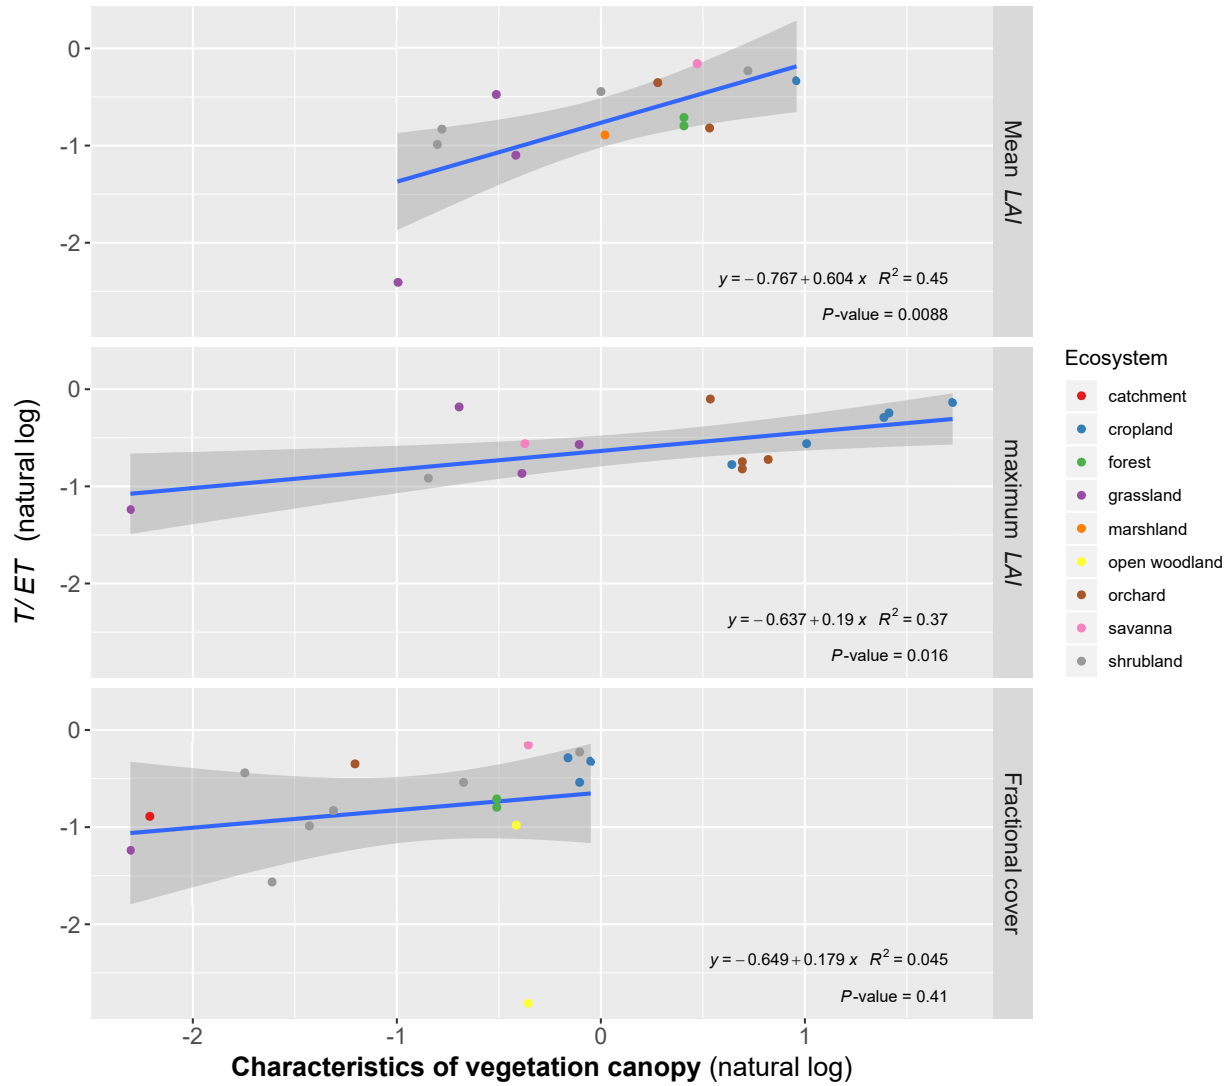 0
-1
-2
y = − 0.767 + 0.604 x R² = 0.45
P-value = 0.0088
Mean LAI
0
-1
-2
y = − 0.637 + 0.19 x R² = 0.37
P-value = 0.016
maximum LAI
0
-1
-2
y = − 0.649 + 0.179 x R² = 0.045
P-value = 0.41
Fractional cover
T/ET (natural log)
-2 -1 0 1
Characteristics of vegetation canopy (natural log)
Ecosystem
catchment
cropland
forest
grassland
marshland
open woodland
orchard
savanna
shrubland